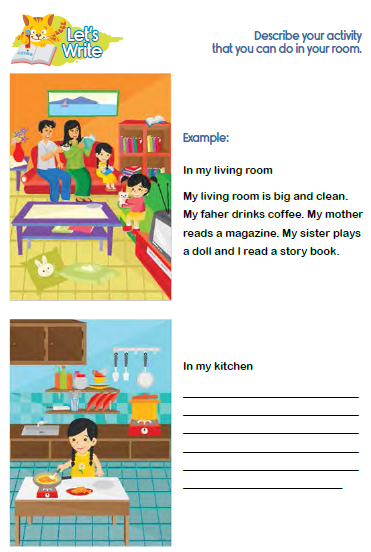 Let's
Write
Describe your activity
that you can do in your room.
Example:
In my living room
My living room is big and clean.
My faher drinks coffee. My mother
reads a magazine. My sister plays
a doll and I read a story book.
In my kitchen